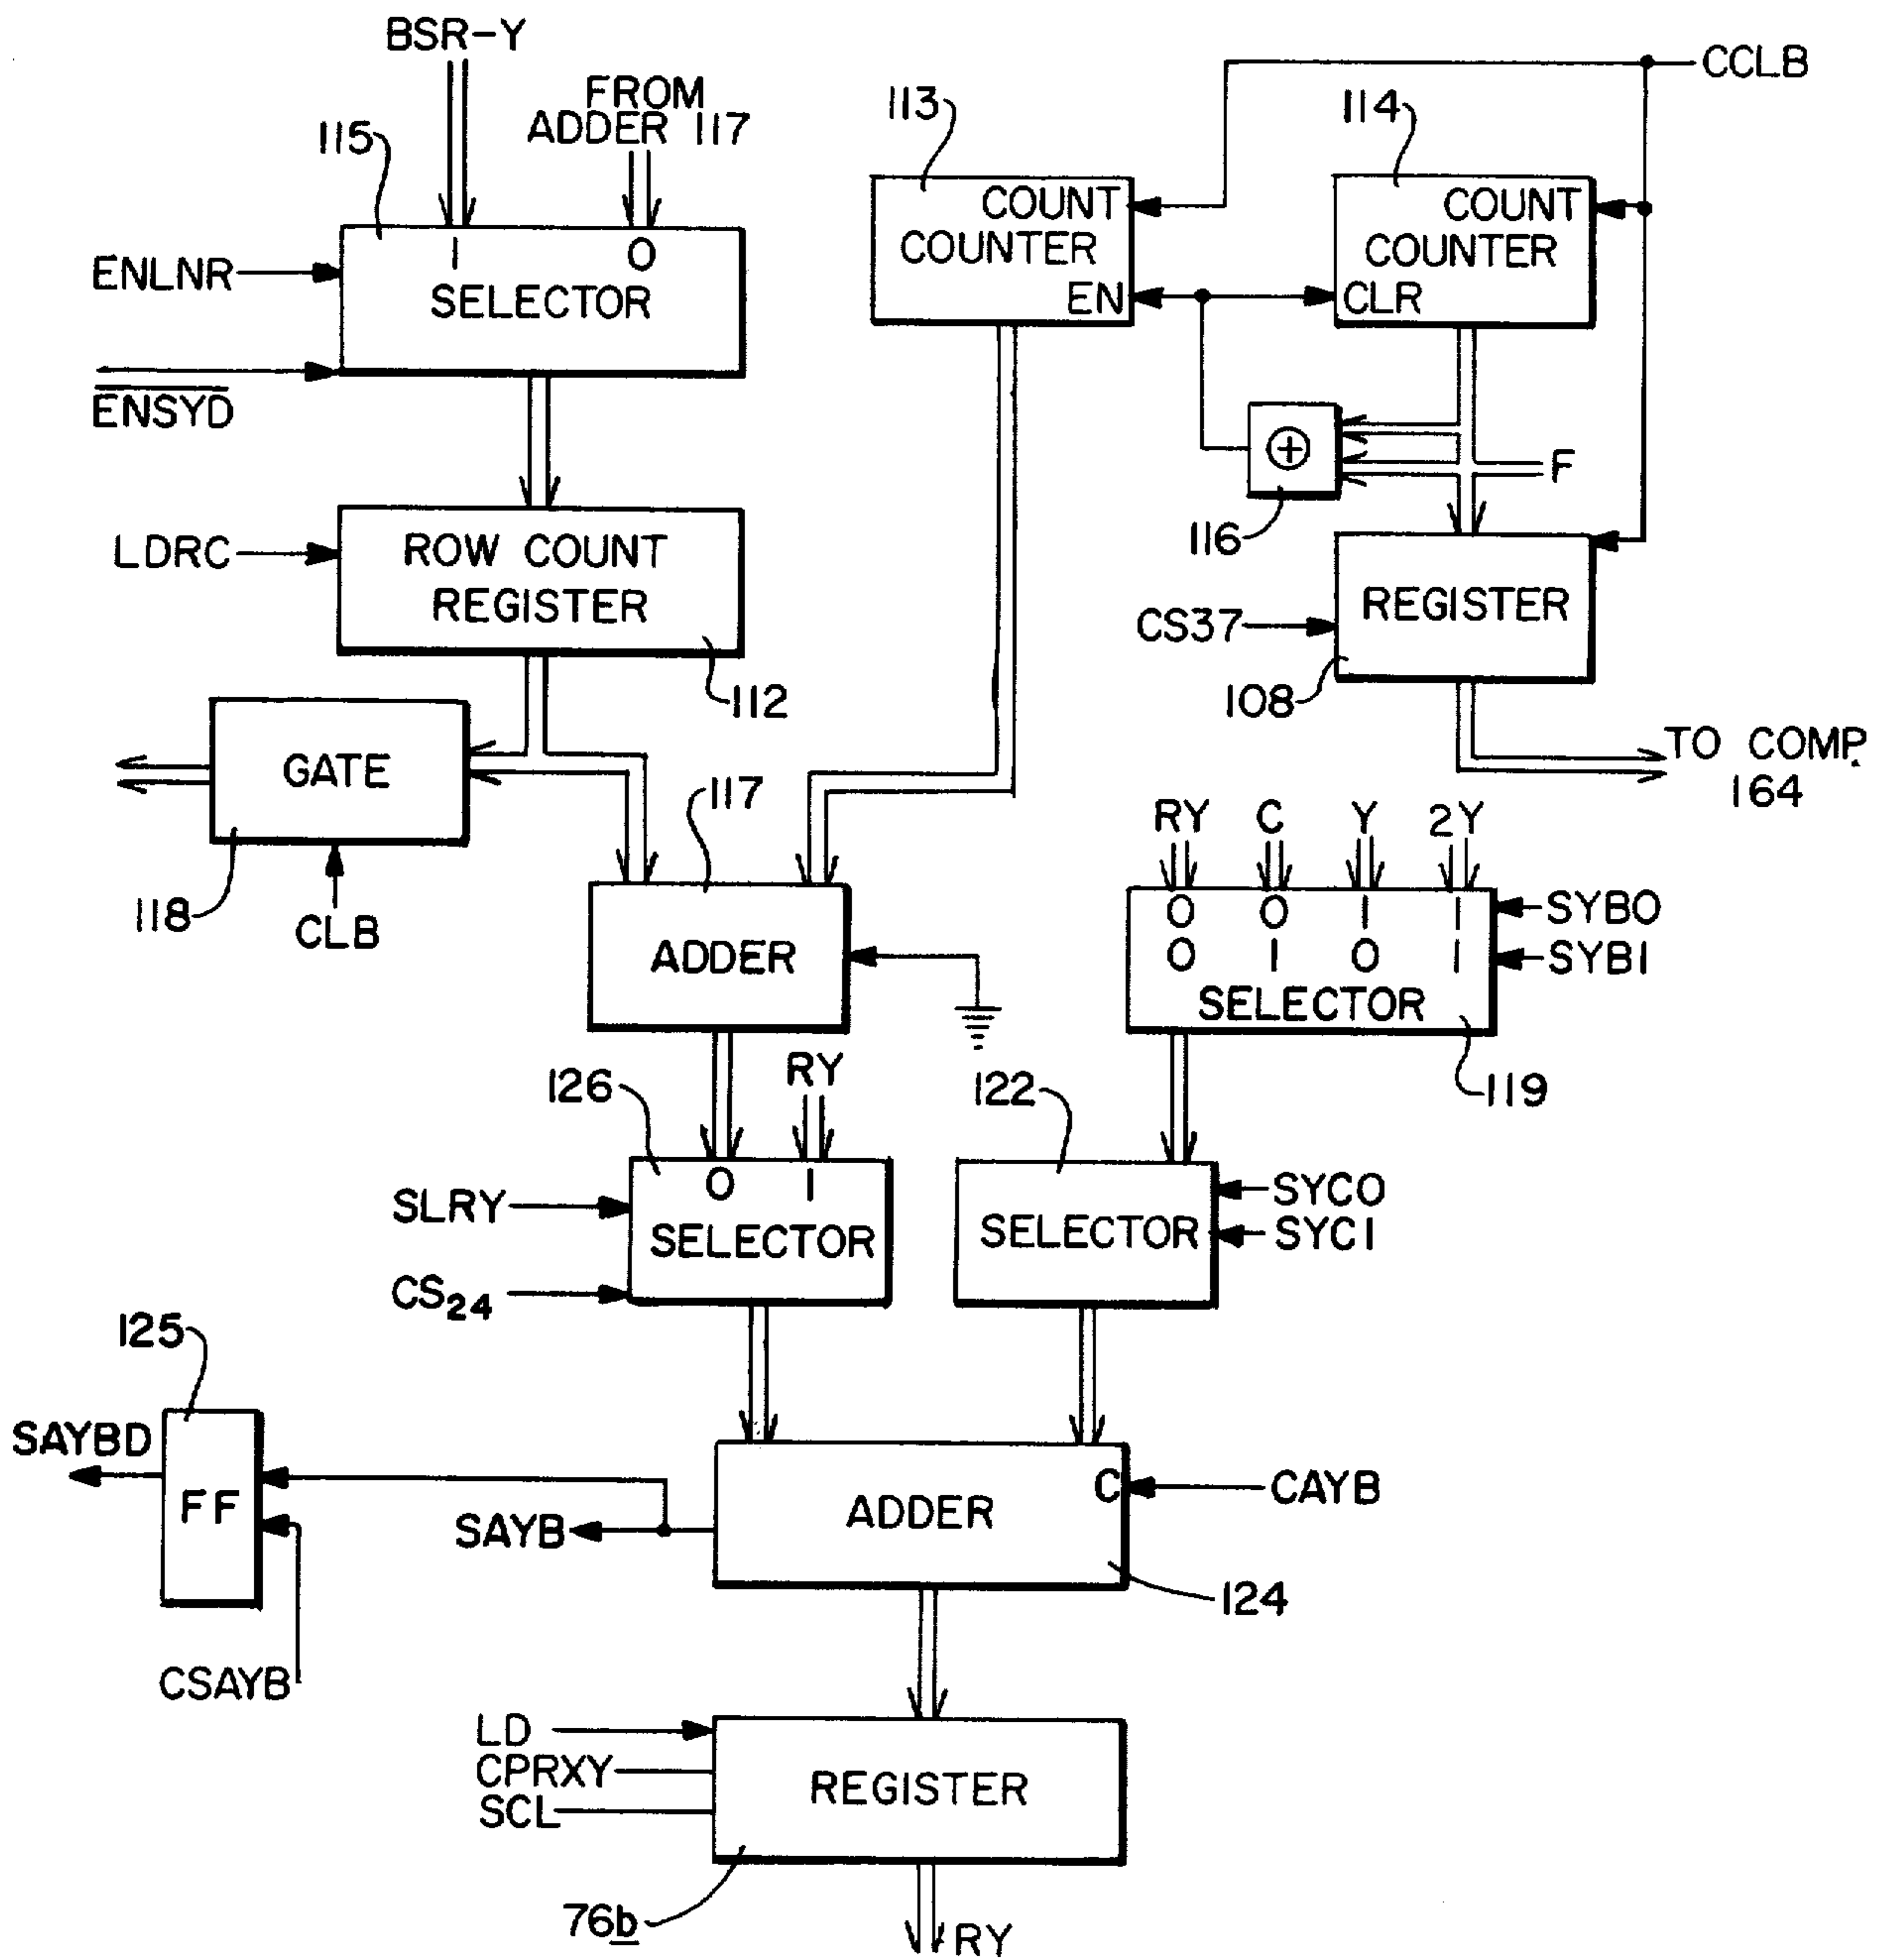 BSR-Y
FROM
ADDER 117
115
1 0
SELECTOR
ENLNR
ENSYD
113
COUNT
COUNTER
EN
CCLB
114
COUNT
COUNTER
CLR
116
F
LDRC
ROW COUNT
REGISTER
112
REGISTER
CS37
108
TO COMP.
164
GATE
118
CLB
117
ADDER
RY C Y 2Y
0 0 1 1
0 1 0 1
SELECTOR
SYB0
SYB1
119
126
RY
0 1
SELECTOR
SLRY
CS24
122
SELECTOR
SYC0
SYC1
125
SAYBD
FF
CSAYB
SAYB
C
ADDER
CAYB
124
LD
CPRXY
SCL
REGISTER
76b
RY